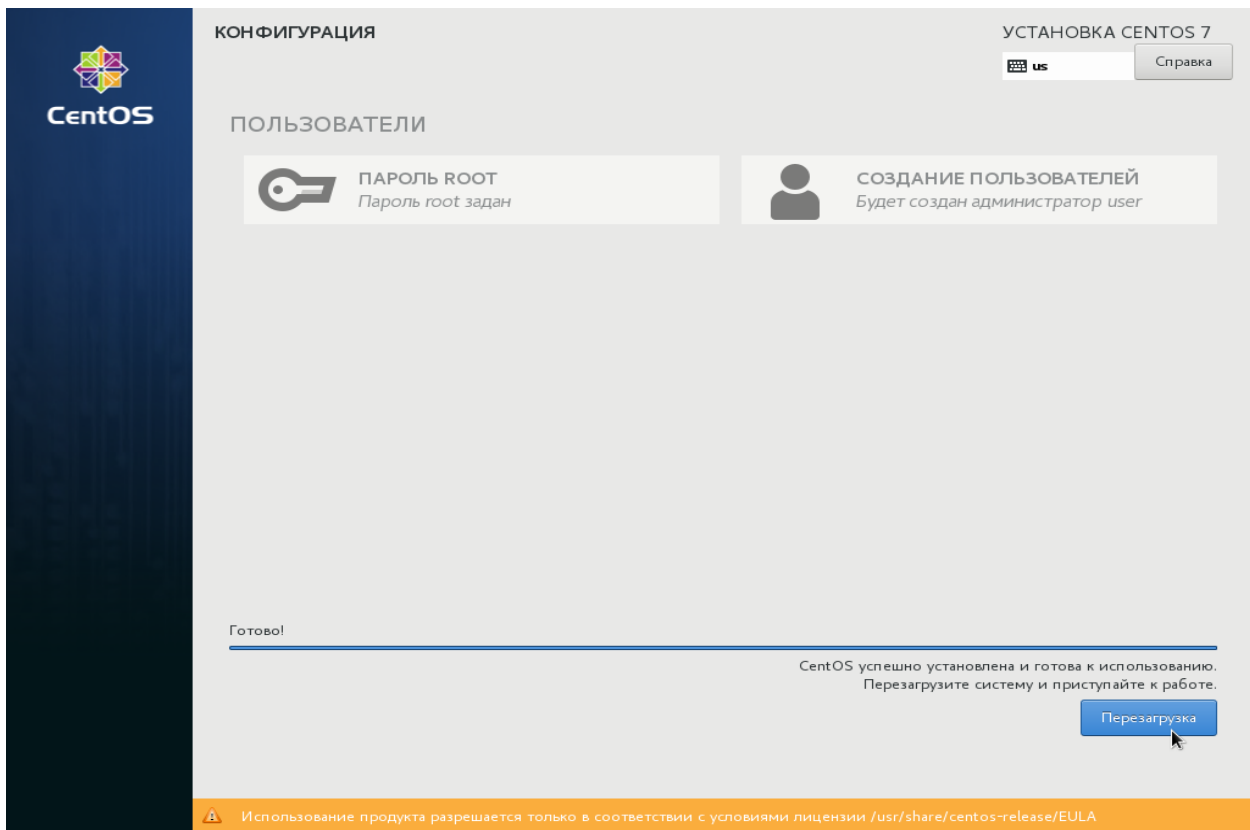 CentOS
КОНФИГУРАЦИЯ
УСТАНОВКА CENTOS 7
us
Справка
ПОЛЬЗОВАТЕЛИ
ПАРОЛЬ ROOT
Пароль root задан
СОЗДАНИЕ ПОЛЬЗОВАТЕЛЕЙ
Будет создан администратор user
Готово!
CentOS успешно установлена и готова к использованию.
Перезагрузите систему и приступайте к работе.
Перезагрузка
Использование продукта разрешается только в соответствии с условиями лицензии /usr/share/centos-release/EULA